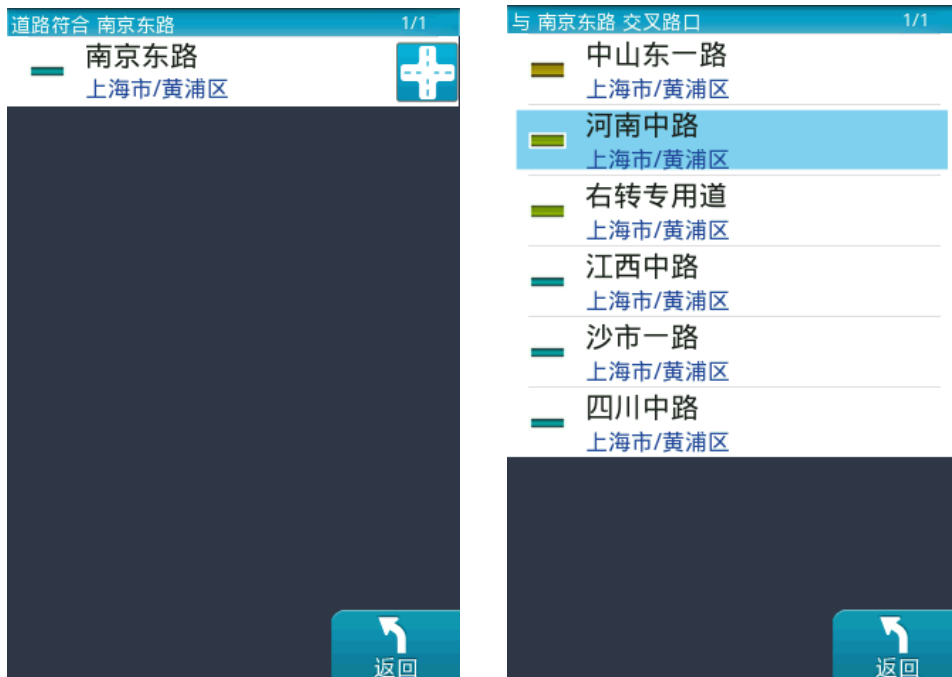 道路符合 南京东路 1/1
南京东路
上海市/黄浦区
返回
与 南京东路 交叉路口 1/1
中山东一路
上海市/黄浦区
河南中路
上海市/黄浦区
右转专用道
上海市/黄浦区
江西中路
上海市/黄浦区
沙市一路
上海市/黄浦区
四川中路
上海市/黄浦区
返回